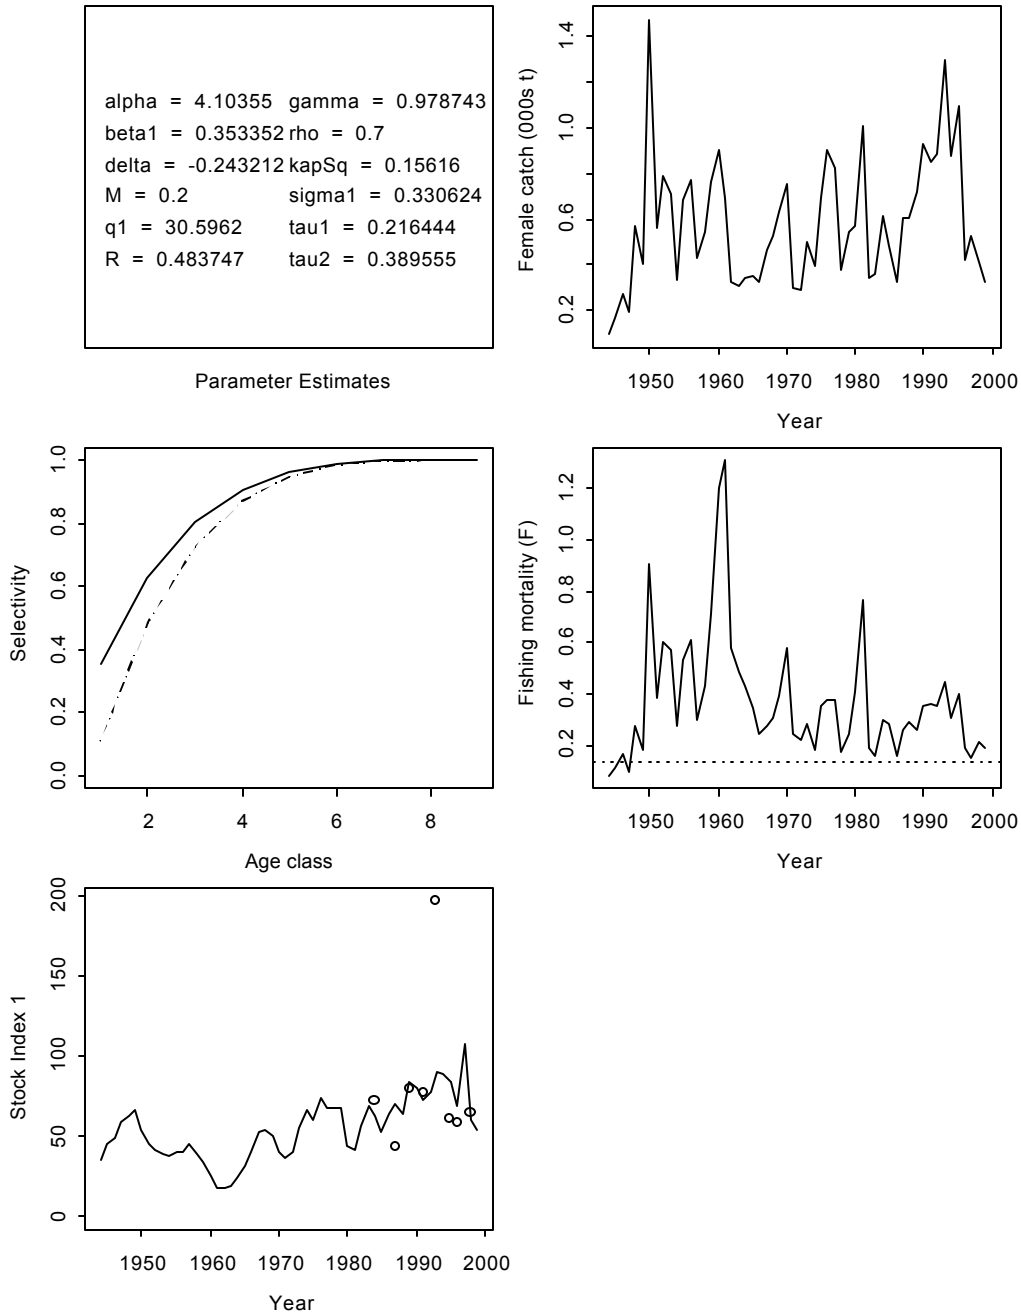 alpha = 4.10355 gamma = 0.978743
beta1 = 0.353352 rho = 0.7
delta = -0.243212 kapSq = 0.15616
M = 0.2 sigma1 = 0.330624
q1 = 30.5962 tau1 = 0.216444
R = 0.483747 tau2 = 0.389555
Parameter Estimates
Female catch (000s t)
1.4
1.0
0.6
0.2
1950 1960 1970 1980 1990 2000
Year
Selectivity
1.0
0.8
0.6
0.4
0.2
0.0
2 4 6 8
Age class
Fishing mortality (F)
1.2
1.0
0.8
0.6
0.4
0.2
1950 1960 1970 1980 1990 2000
Year
Stock Index 1
200
150
100
50
0
1950 1960 1970 1980 1990 2000
Year